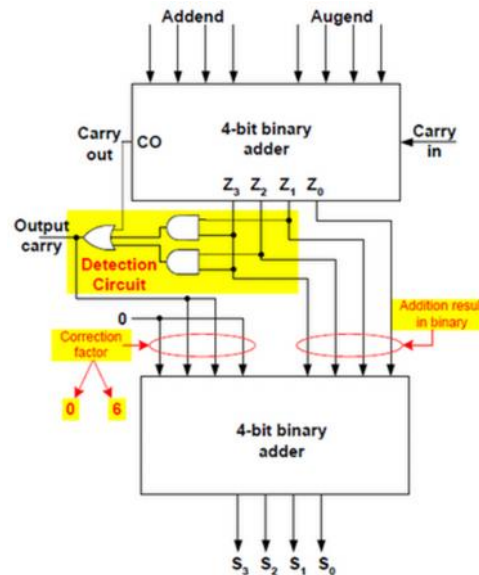 Addend Augend
Carry
out
CO
4-bit binary
adder
Carry
in
Z₃ Z₂ Z₁ Z₀
Output
carry
Detection
Circuit
0
Correction
factor
0 6
Addition result
in binary
4-bit binary
adder
S₃ S₂ S₁ S₀